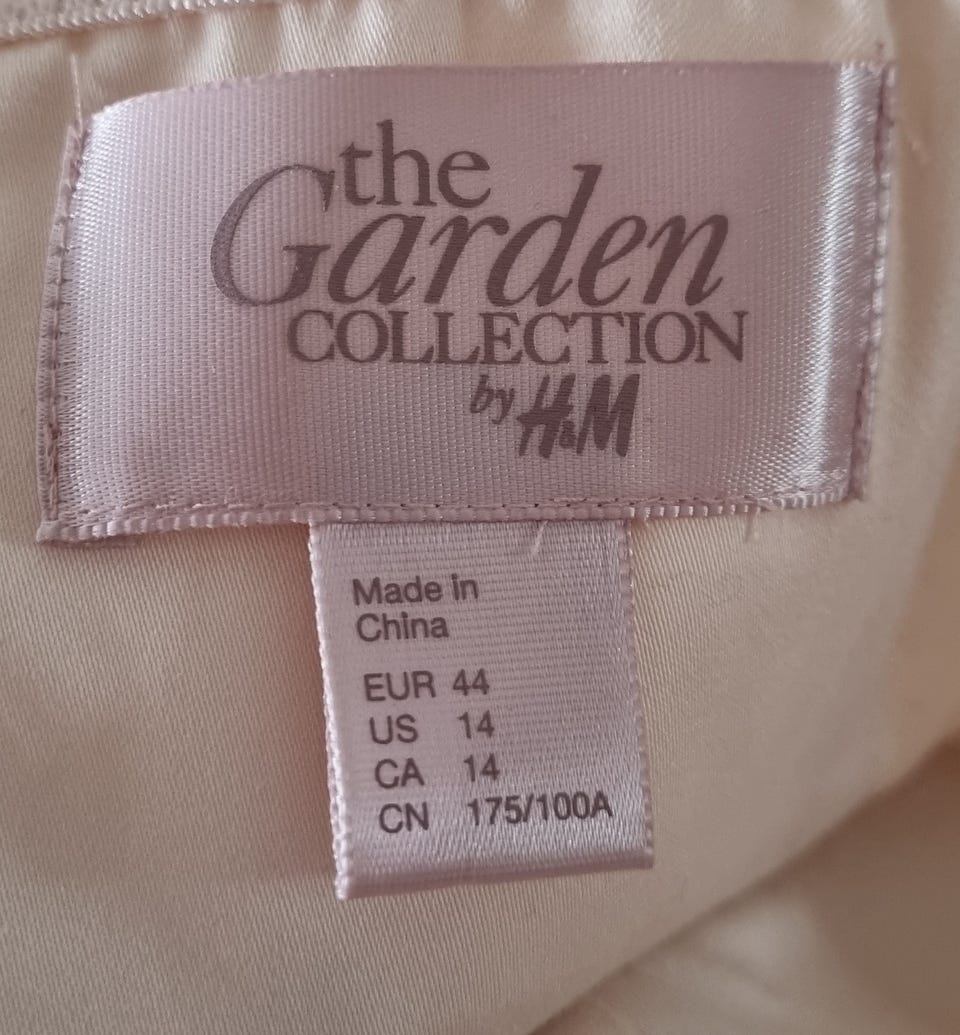 the
Garden
COLLECTION
by H&M
Made in
China
EUR 44
US 14
CA 14
CN 175/100A